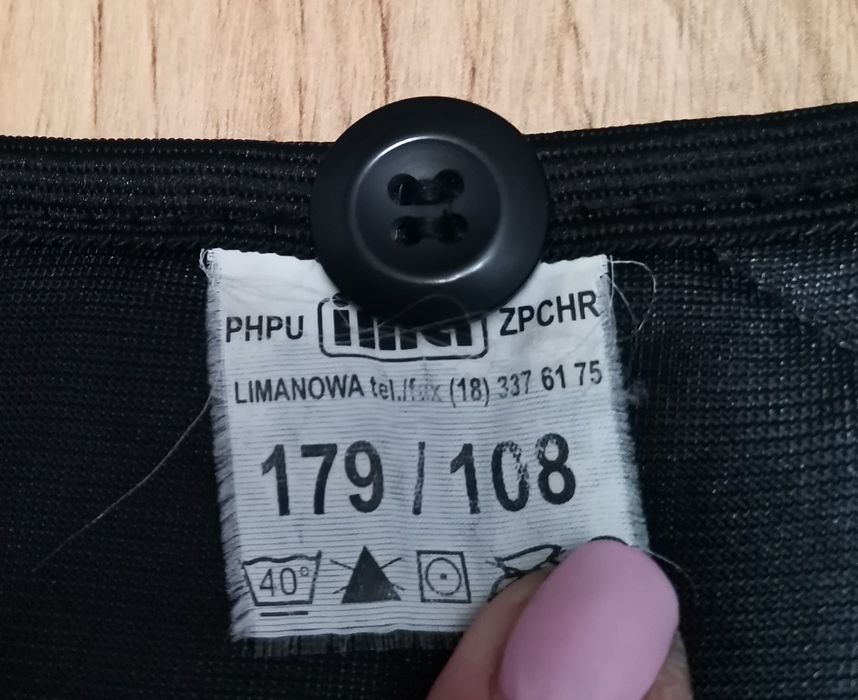 PHPU ZPCHR
LIMANOWA tel./fax (18) 337 61 75
179 / 108
40°